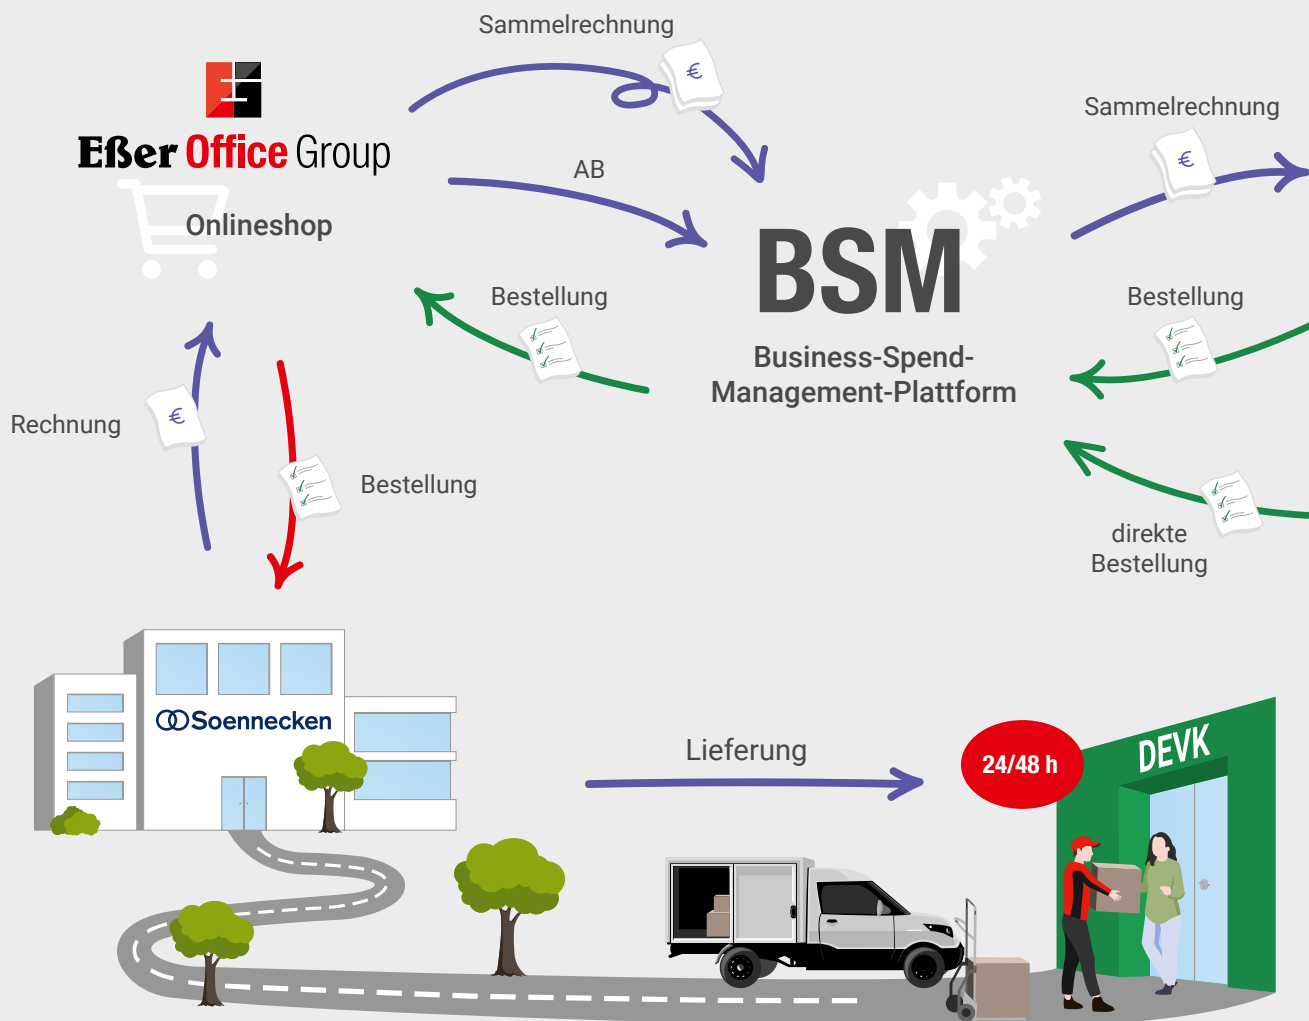 Sammelrechnung
€
Sammelrechnung
€
Eßer Office Group
AB
Onlineshop
BSM
Bestellung
Bestellung
Business-Spend-
Management-Plattform
€
Rechnung
Bestellung
direkte
Bestellung
Soennecken
Lieferung
24/48 h
DEVK